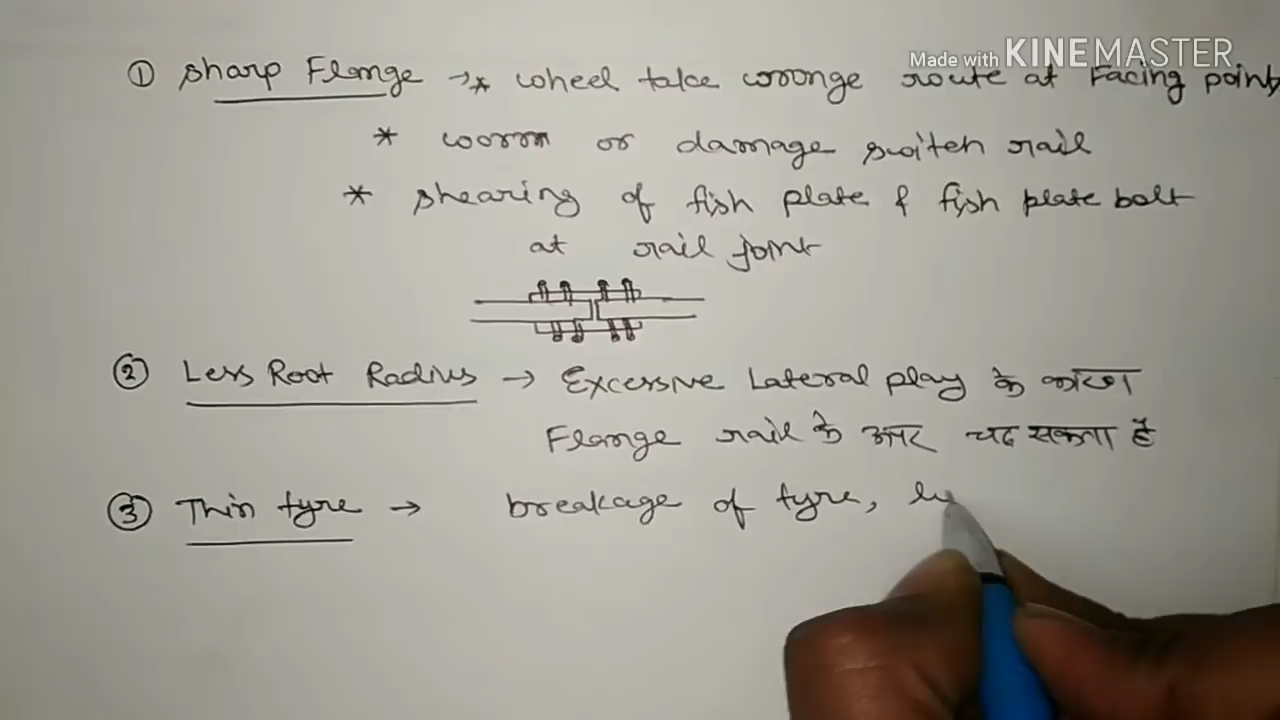 Made with KINEMASTER
① Sharp Flange → * wheel take wronge route at Facing point,
* worm or damage switch rail
* Shearing of fish plate & fish plate bolt
at rail joint
② Less Root Radius → Excessive Lateral play के कारण
Flange rail के ऊपर चढ सकता है
③ Thin tyre → breakage of tyre,